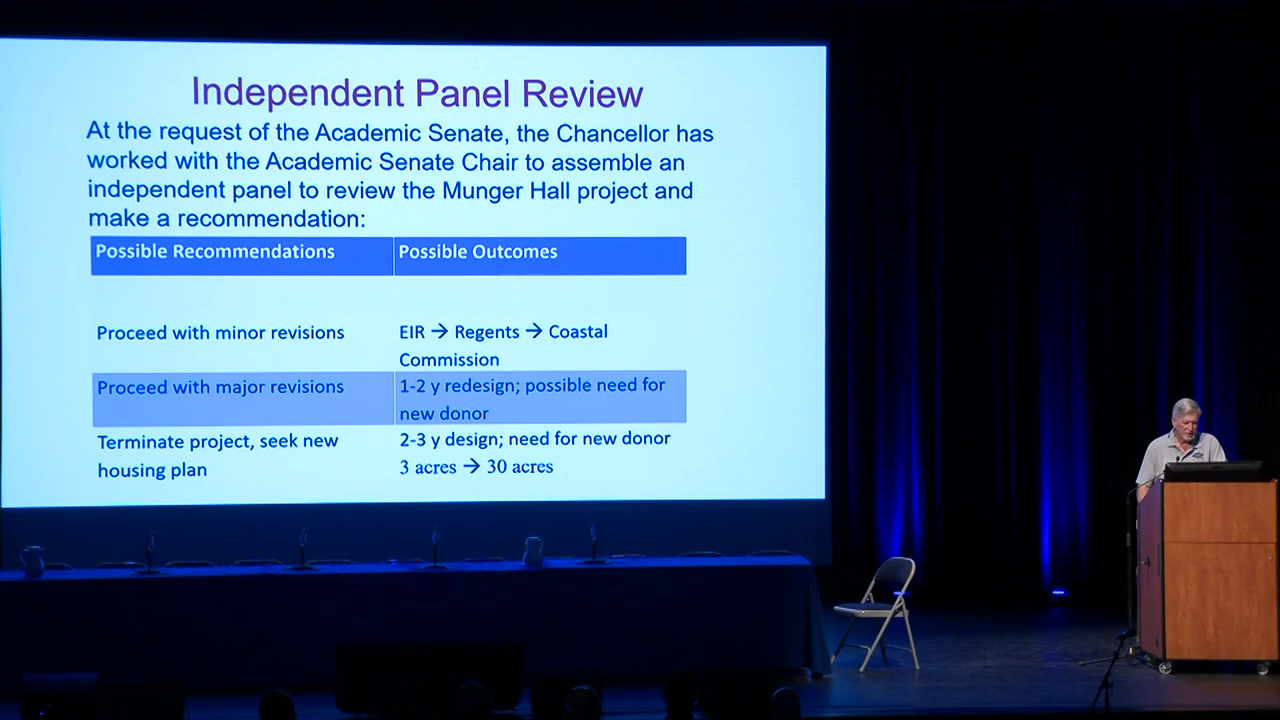 Independent Panel Review
At the request of the Academic Senate, the Chancellor has
worked with the Academic Senate Chair to assemble an
independent panel to review the Munger Hall project and
make a recommendation:
Possible Recommendations
Possible Outcomes
Proceed with minor revisions
EIR → Regents → Coastal
Commission
Proceed with major revisions
1-2 y redesign; possible need for
new donor
Terminate project, seek new
housing plan
2-3 y design; need for new donor
3 acres → 30 acres